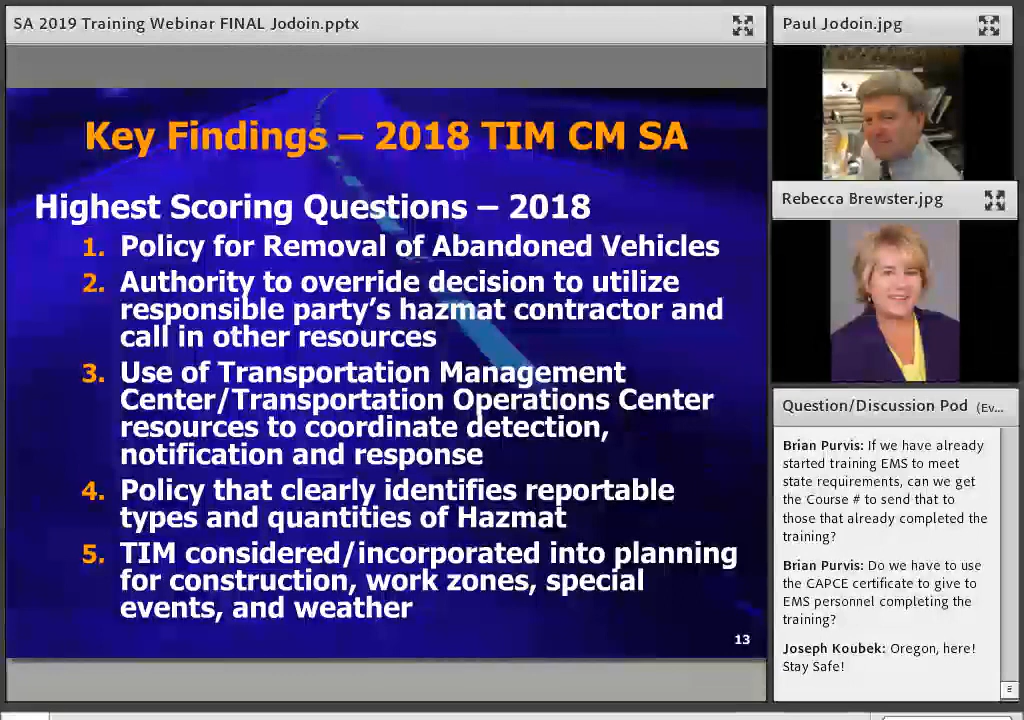 SA 2019 Training Webinar FINAL Jodoin.pptx
Key Findings – 2018 TIM CM SA
Highest Scoring Questions – 2018
1. Policy for Removal of Abandoned Vehicles
2. Authority to override decision to utilize
responsible party's hazmat contractor and
call in other resources
3. Use of Transportation Management
Center/Transportation Operations Center
resources to coordinate detection,
notification and response
4. Policy that clearly identifies reportable
types and quantities of Hazmat
5. TIM considered/incorporated into planning
for construction, work zones, special
events, and weather
13
Paul Jodoin.jpg
Rebecca Brewster.jpg
Question/Discussion Pod (Ev...
Brian Purvis: If we have already
started training EMS to meet
state requirements, can we get
the Course # to send that to
those that already completed the
training?
Brian Purvis: Do we have to use
the CAPCE certificate to give to
EMS personnel completing the
training?
Joseph Koubek: Oregon, here!
Stay Safe!